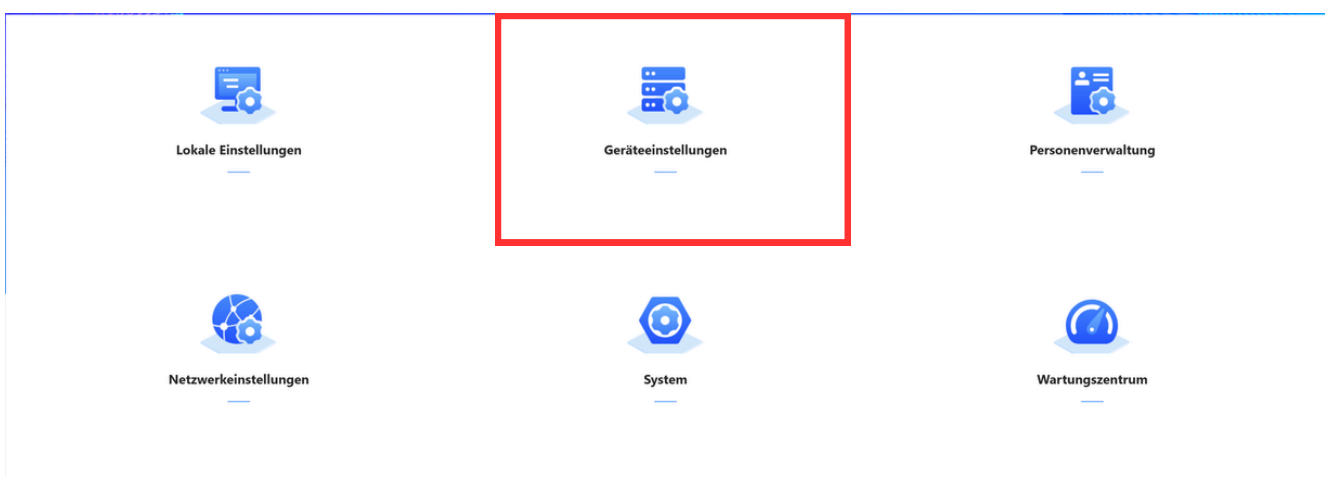 Lokale Einstellungen
Geräteeinstellungen
Personenverwaltung
Netzwerkeinstellungen
System
Wartungszentrum